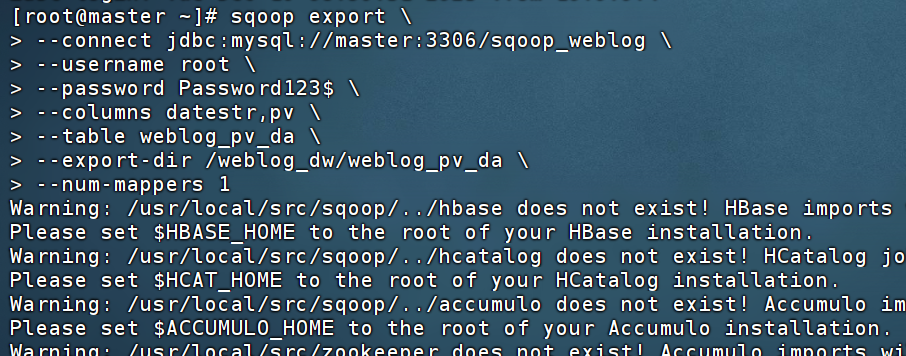 [root@master ~]# sqoop export \
> --connect jdbc:mysql://master:3306/sqoop_weblog \
> --username root \
> --password Password123$ \
> --columns datestr,pv \
> --table weblog_pv_da \
> --export-dir /weblog_dw/weblog_pv_da \
> --num-mappers 1
Warning: /usr/local/src/sqoop/../hbase does not exist! HBase imports
Please set $HBASE_HOME to the root of your HBase installation.
Warning: /usr/local/src/sqoop/../hcatalog does not exist! HCatalog jo
Please set $HCAT_HOME to the root of your HCatalog installation.
Warning: /usr/local/src/sqoop/../accumulo does not exist! Accumulo im
Please set $ACCUMULO_HOME to the root of your Accumulo installation.
Warning: /usr/local/src/zookeeper does not exist! Accumulo imports wi